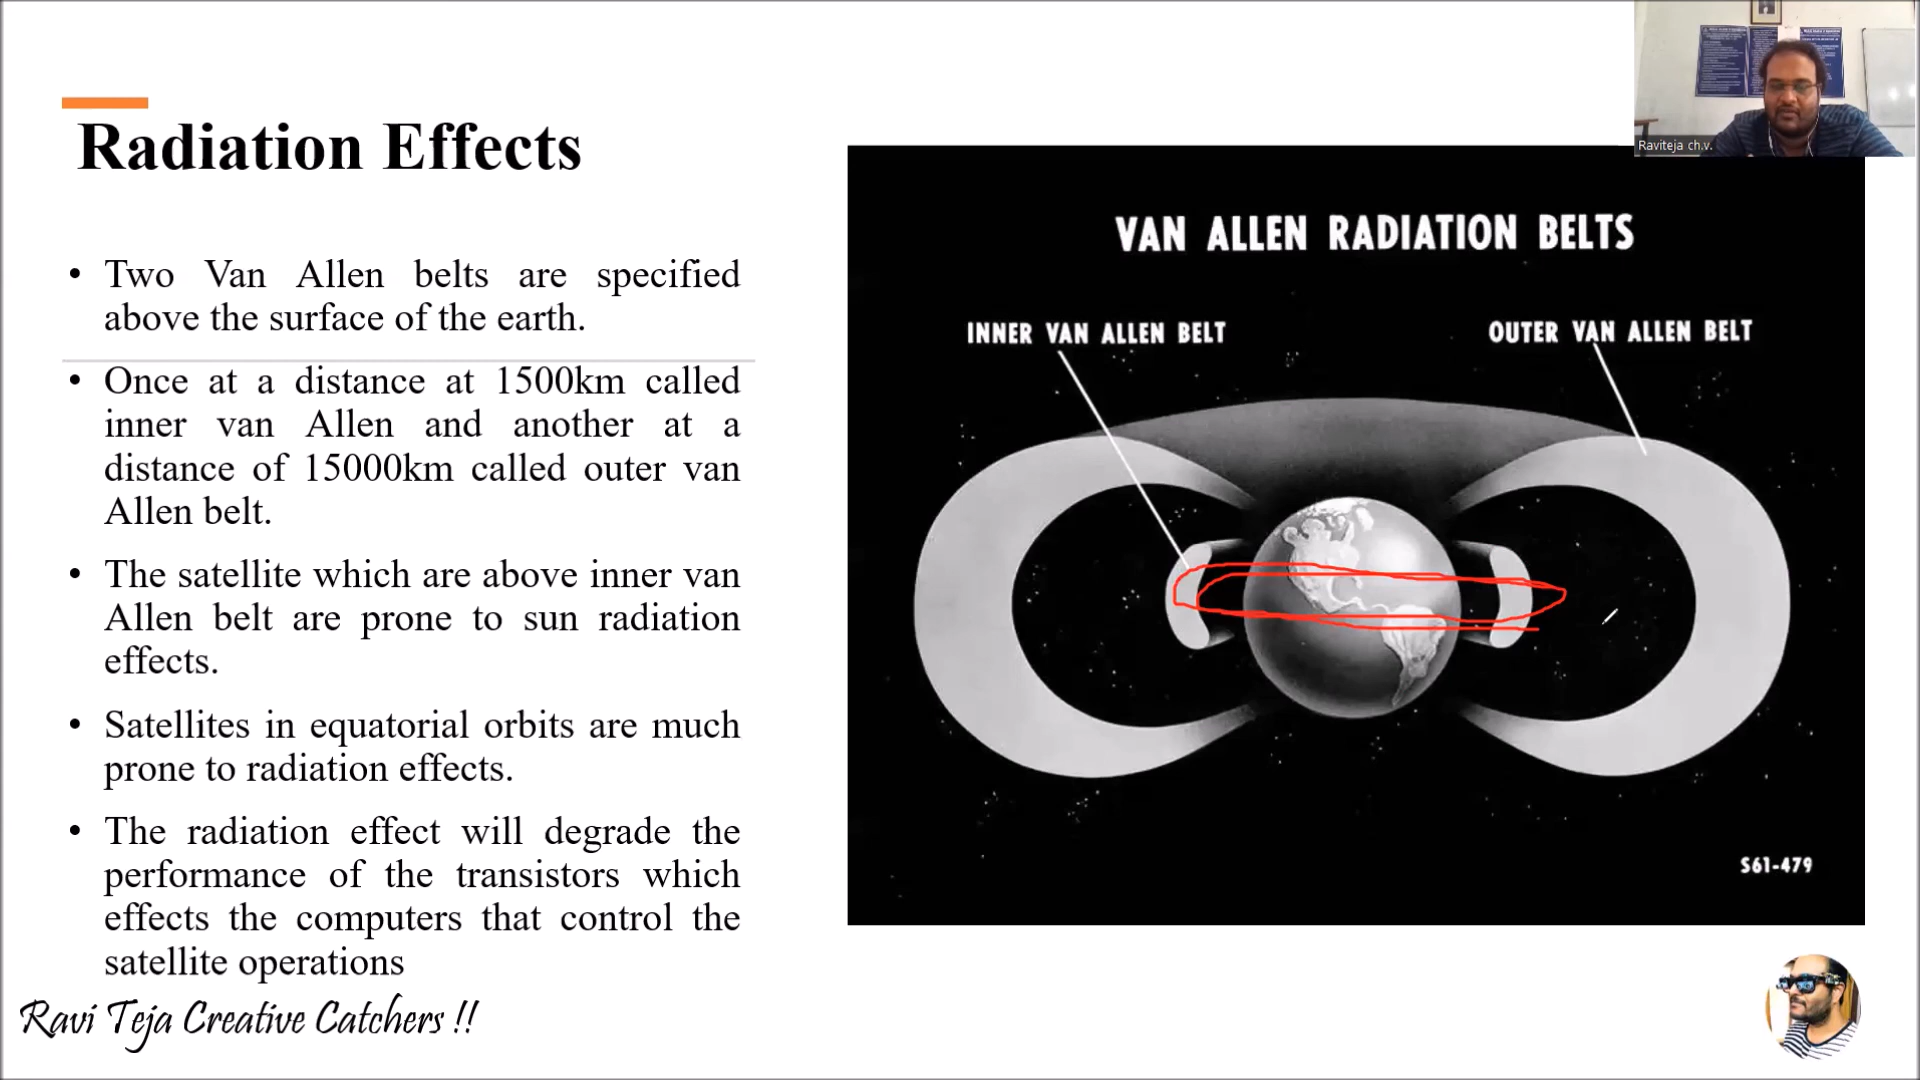 Raviteja ch.v.
Radiation Effects
• Two Van Allen belts are specified
above the surface of the earth.
• Once at a distance at 1500km called
inner van Allen and another at a
distance of 15000km called outer van
Allen belt.
• The satellite which are above inner van
Allen belt are prone to sun radiation
effects.
• Satellites in equatorial orbits are much
prone to radiation effects.
• The radiation effect will degrade the
performance of the transistors which
effects the computers that control the
satellite operations
Ravi Teja Creative Catchers !!
VAN ALLEN RADIATION BELTS
INNER VAN ALLEN BELT
OUTER VAN ALLEN BELT
S61-479